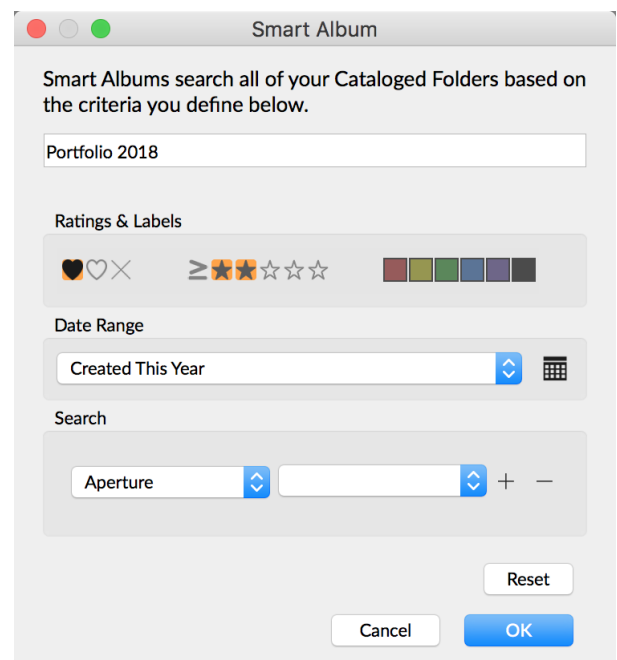 Smart Album
Smart Albums search all of your Cataloged Folders based on
the criteria you define below.
Portfolio 2018
Ratings & Labels
≥
Date Range
Created This Year
Search
Aperture
Reset
Cancel
OK